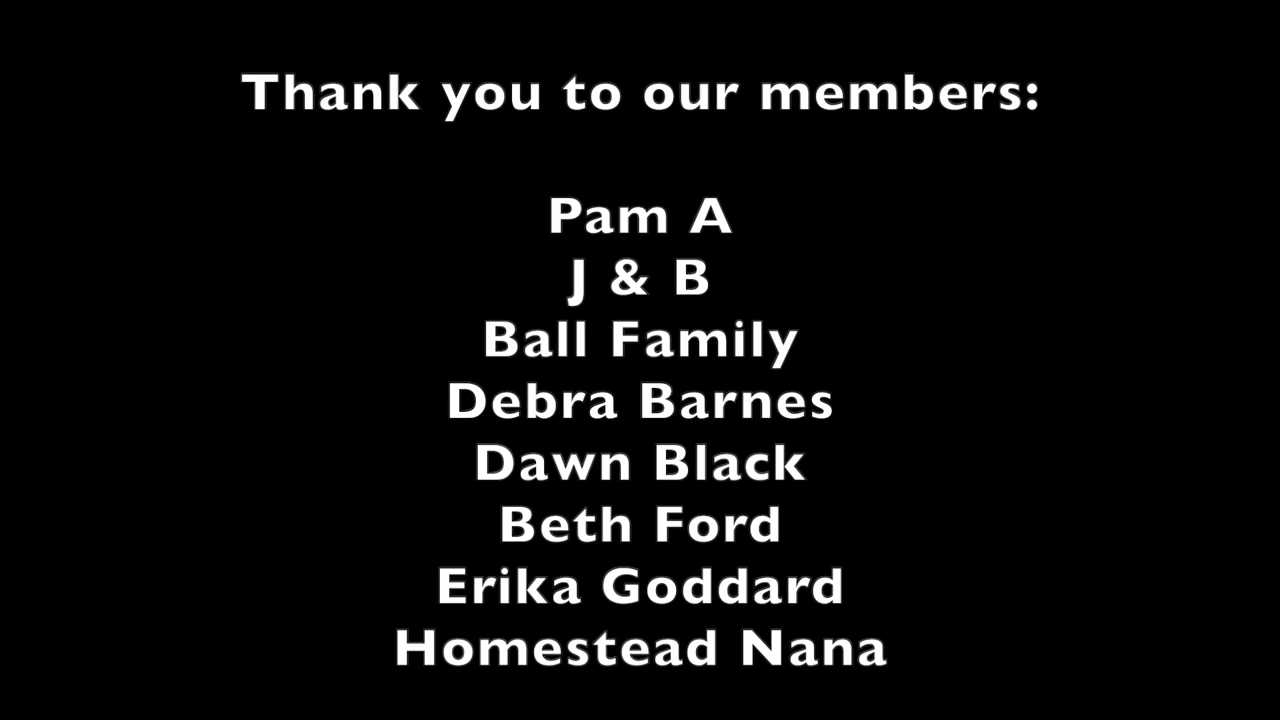 Thank you to our members:
Pam A
J & B
Ball Family
Debra Barnes
Dawn Black
Beth Ford
Erika Goddard
Homestead Nana